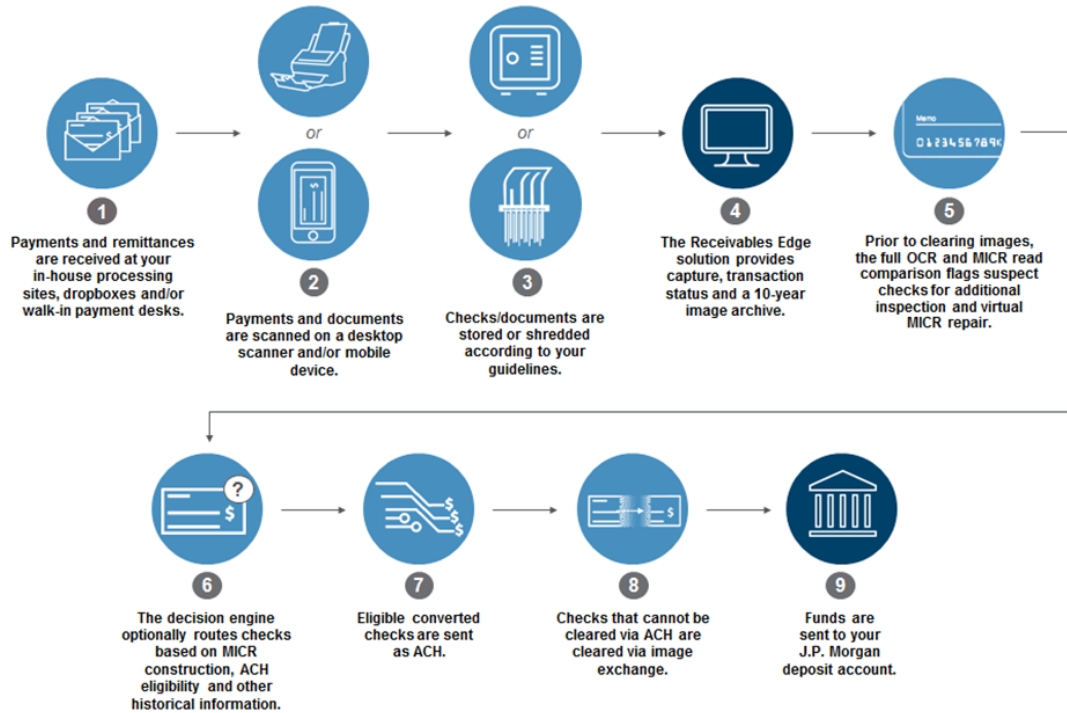 or
or
Memo
0123456789<
1
Payments and remittances
are received at your
in-house processing
sites, dropboxes and/or
walk-in payment desks.
2
Payments and documents
are scanned on a desktop
scanner and/or mobile
device.
3
Checks/documents are
stored or shredded
according to your
guidelines.
4
The Receivables Edge
solution provides
capture, transaction
status and a 10-year
image archive.
5
Prior to clearing images,
the full OCR and MICR read
comparison flags suspect
checks for additional
inspection and virtual
MICR repair.
?
$
6
The decision engine
optionally routes checks
based on MICR
construction, ACH
eligibility and other
historical information.
$
$
$
7
Eligible converted
checks are sent
as ACH.
$
8
Checks that cannot be
cleared via ACH are
cleared via image
exchange.
9
Funds are
sent to your
J.P. Morgan
deposit account.